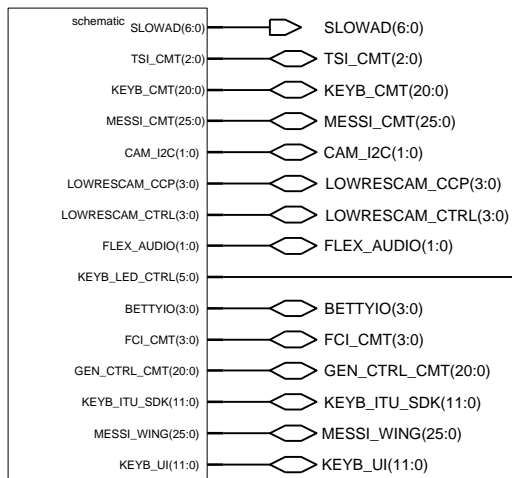 schematic
SLOWAD(6:0) SLOWAD(6:0)
TSI_CMT(2:0) TSI_CMT(2:0)
KEYB_CMT(20:0) KEYB_CMT(20:0)
MESSI_CMT(25:0) MESSI_CMT(25:0)
CAM_I2C(1:0) CAM_I2C(1:0)
LOWRESCAM_CCP(3:0) LOWRESCAM_CCP(3:0)
LOWRESCAM_CTRL(3:0) LOWRESCAM_CTRL(3:0)
FLEX_AUDIO(1:0) FLEX_AUDIO(1:0)
KEYB_LED_CTRL(5:0)
BETTYIO(3:0) BETTYIO(3:0)
FCI_CMT(3:0) FCI_CMT(3:0)
GEN_CTRL_CMT(20:0) GEN_CTRL_CMT(20:0)
KEYB_ITU_SDK(11:0) KEYB_ITU_SDK(11:0)
MESSI_WING(25:0) MESSI_WING(25:0)
KEYB_UI(11:0) KEYB_UI(11:0)